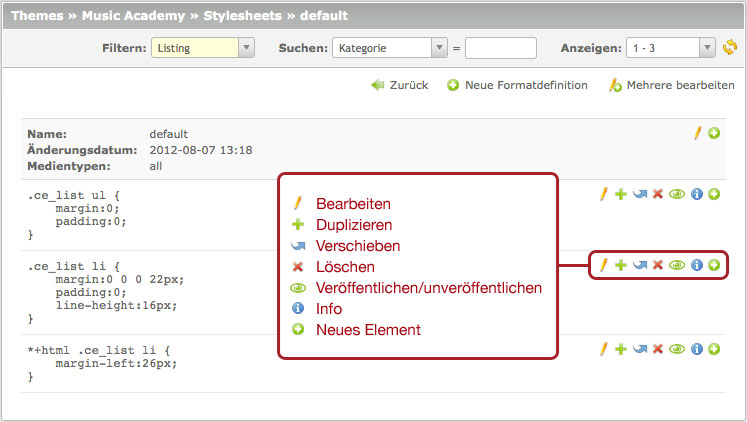 Themes » Music Academy » Stylesheets » default
Filtern: Listing Suchen: Kategorie = Anzeigen: 1 - 3
Zurück Neue Formatdefinition Mehrere bearbeiten
Name: default
Änderungsdatum: 2012-08-07 13:18
Medientypen: all
.ce_list ul {
margin:0;
padding:0;
}
.ce_list li {
margin:0 0 0 22px;
padding:0;
line-height:16px;
}
*+html .ce_list li {
margin-left:26px;
}
Bearbeiten
Duplizieren
Verschieben
Löschen
Veröffentlichen/unveröffentlichen
Info
Neues Element